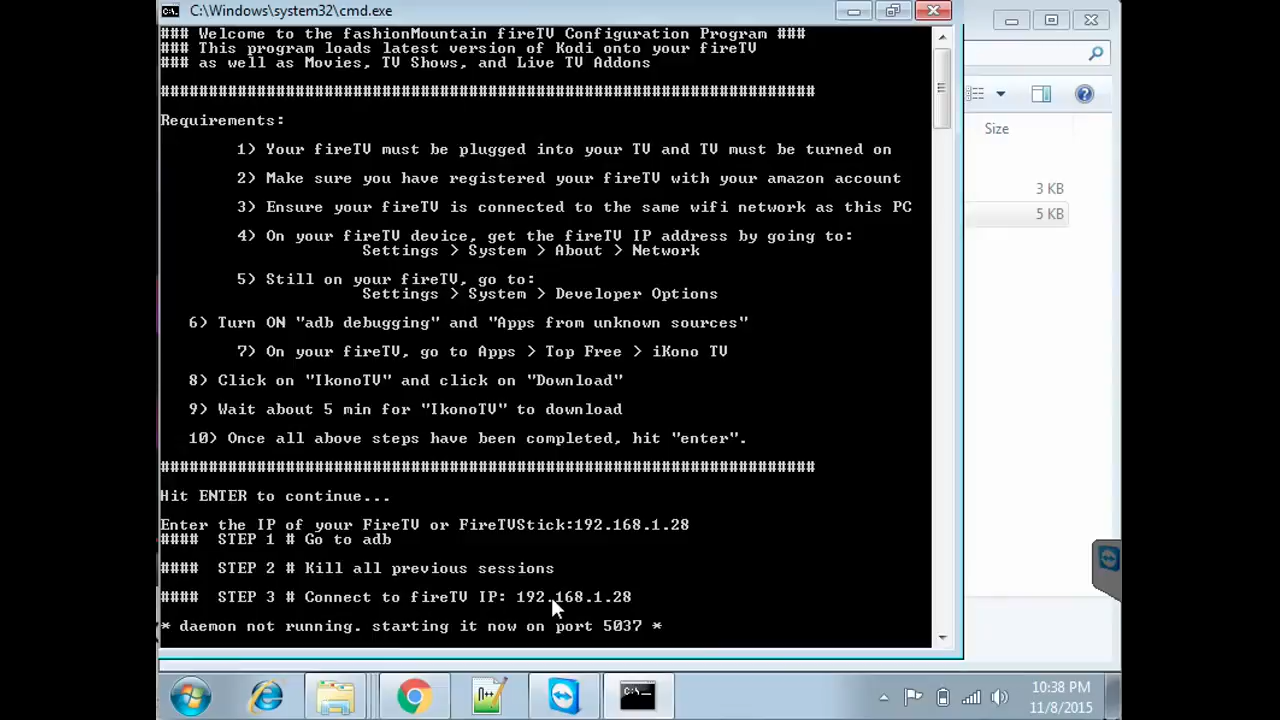 C:\Windows\system32\cmd.exe
### Welcome to the fashionMountain fireTV Configuration Program ###
### This program loads latest version of Kodi onto your fireTV
### as well as Movies, TV Shows, and Live TV Addons
####################################################################
Requirements:
1) Your fireTV must be plugged into your TV and TV must be turned on
2) Make sure you have registered your fireTV with your amazon account
3) Ensure your fireTV is connected to the same wifi network as this PC
4) On your fireTV device, get the fireTV IP address by going to:
Settings > System > About > Network
5) Still on your fireTV, go to:
Settings > System > Developer Options
6) Turn ON "adb debugging" and "Apps from unknown sources"
7) On your fireTV, go to Apps > Top Free > iKono TV
8) Click on "IkonoTV" and click on "Download"
9) Wait about 5 min for "IkonoTV" to download
10) Once all above steps have been completed, hit "enter".
####################################################################
Hit ENTER to continue...
Enter the IP of your FireTV or FireTVStick:192.168.1.28
####  STEP 1 # Go to adb
####  STEP 2 # Kill all previous sessions
####  STEP 3 # Connect to fireTV IP: 192.168.1.28
* daemon not running. starting it now on port 5037 *
Size
3 KB
5 KB
10:38 PM
11/8/2015